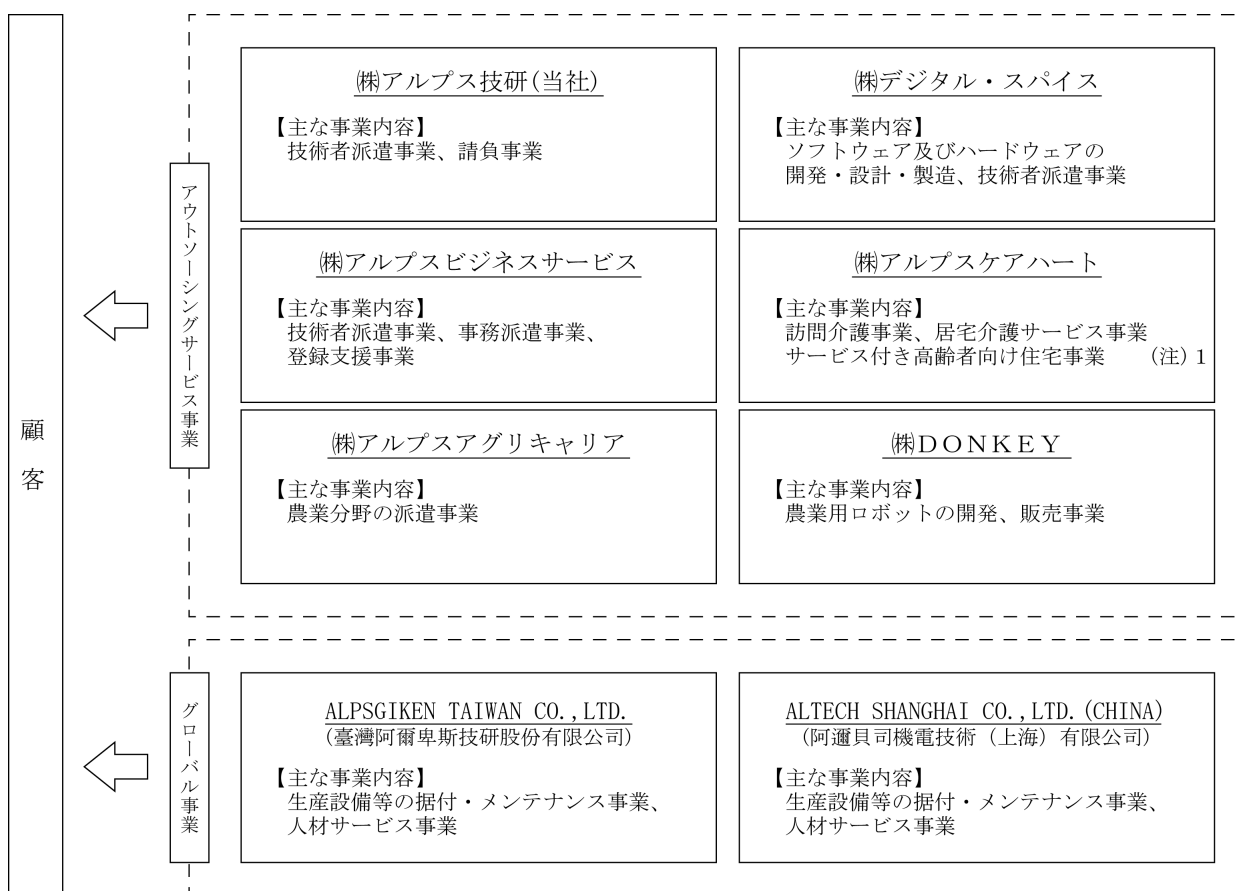 顧客
アウトソーシングサービス事業
㈱アルプス技研(当社)
【主な事業内容】
技術者派遣事業、請負事業
㈱デジタル・スパイス
【主な事業内容】
ソフトウェア及びハードウェアの
開発・設計・製造、技術者派遣事業
㈱アルプスビジネスサービス
【主な事業内容】
技術者派遣事業、事務派遣事業、
登録支援事業
㈱アルプスケアハート
【主な事業内容】
訪問介護事業、居宅介護サービス事業
サービス付き高齢者向け住宅事業 (注)1
㈱アルプスアグリキャリア
【主な事業内容】
農業分野の派遣事業
㈱DONKEY
【主な事業内容】
農業用ロボットの開発、販売事業
グローバル事業
ALPSGIKEN TAIWAN CO.,LTD.
(臺灣阿爾卑斯技研股份有限公司)
【主な事業内容】
生産設備等の据付・メンテナンス事業、
人材サービス事業
ALTECH SHANGHAI CO.,LTD.(CHINA)
(阿邇貝司機電技術(上海)有限公司)
【主な事業内容】
生産設備等の据付・メンテナンス事業、
人材サービス事業